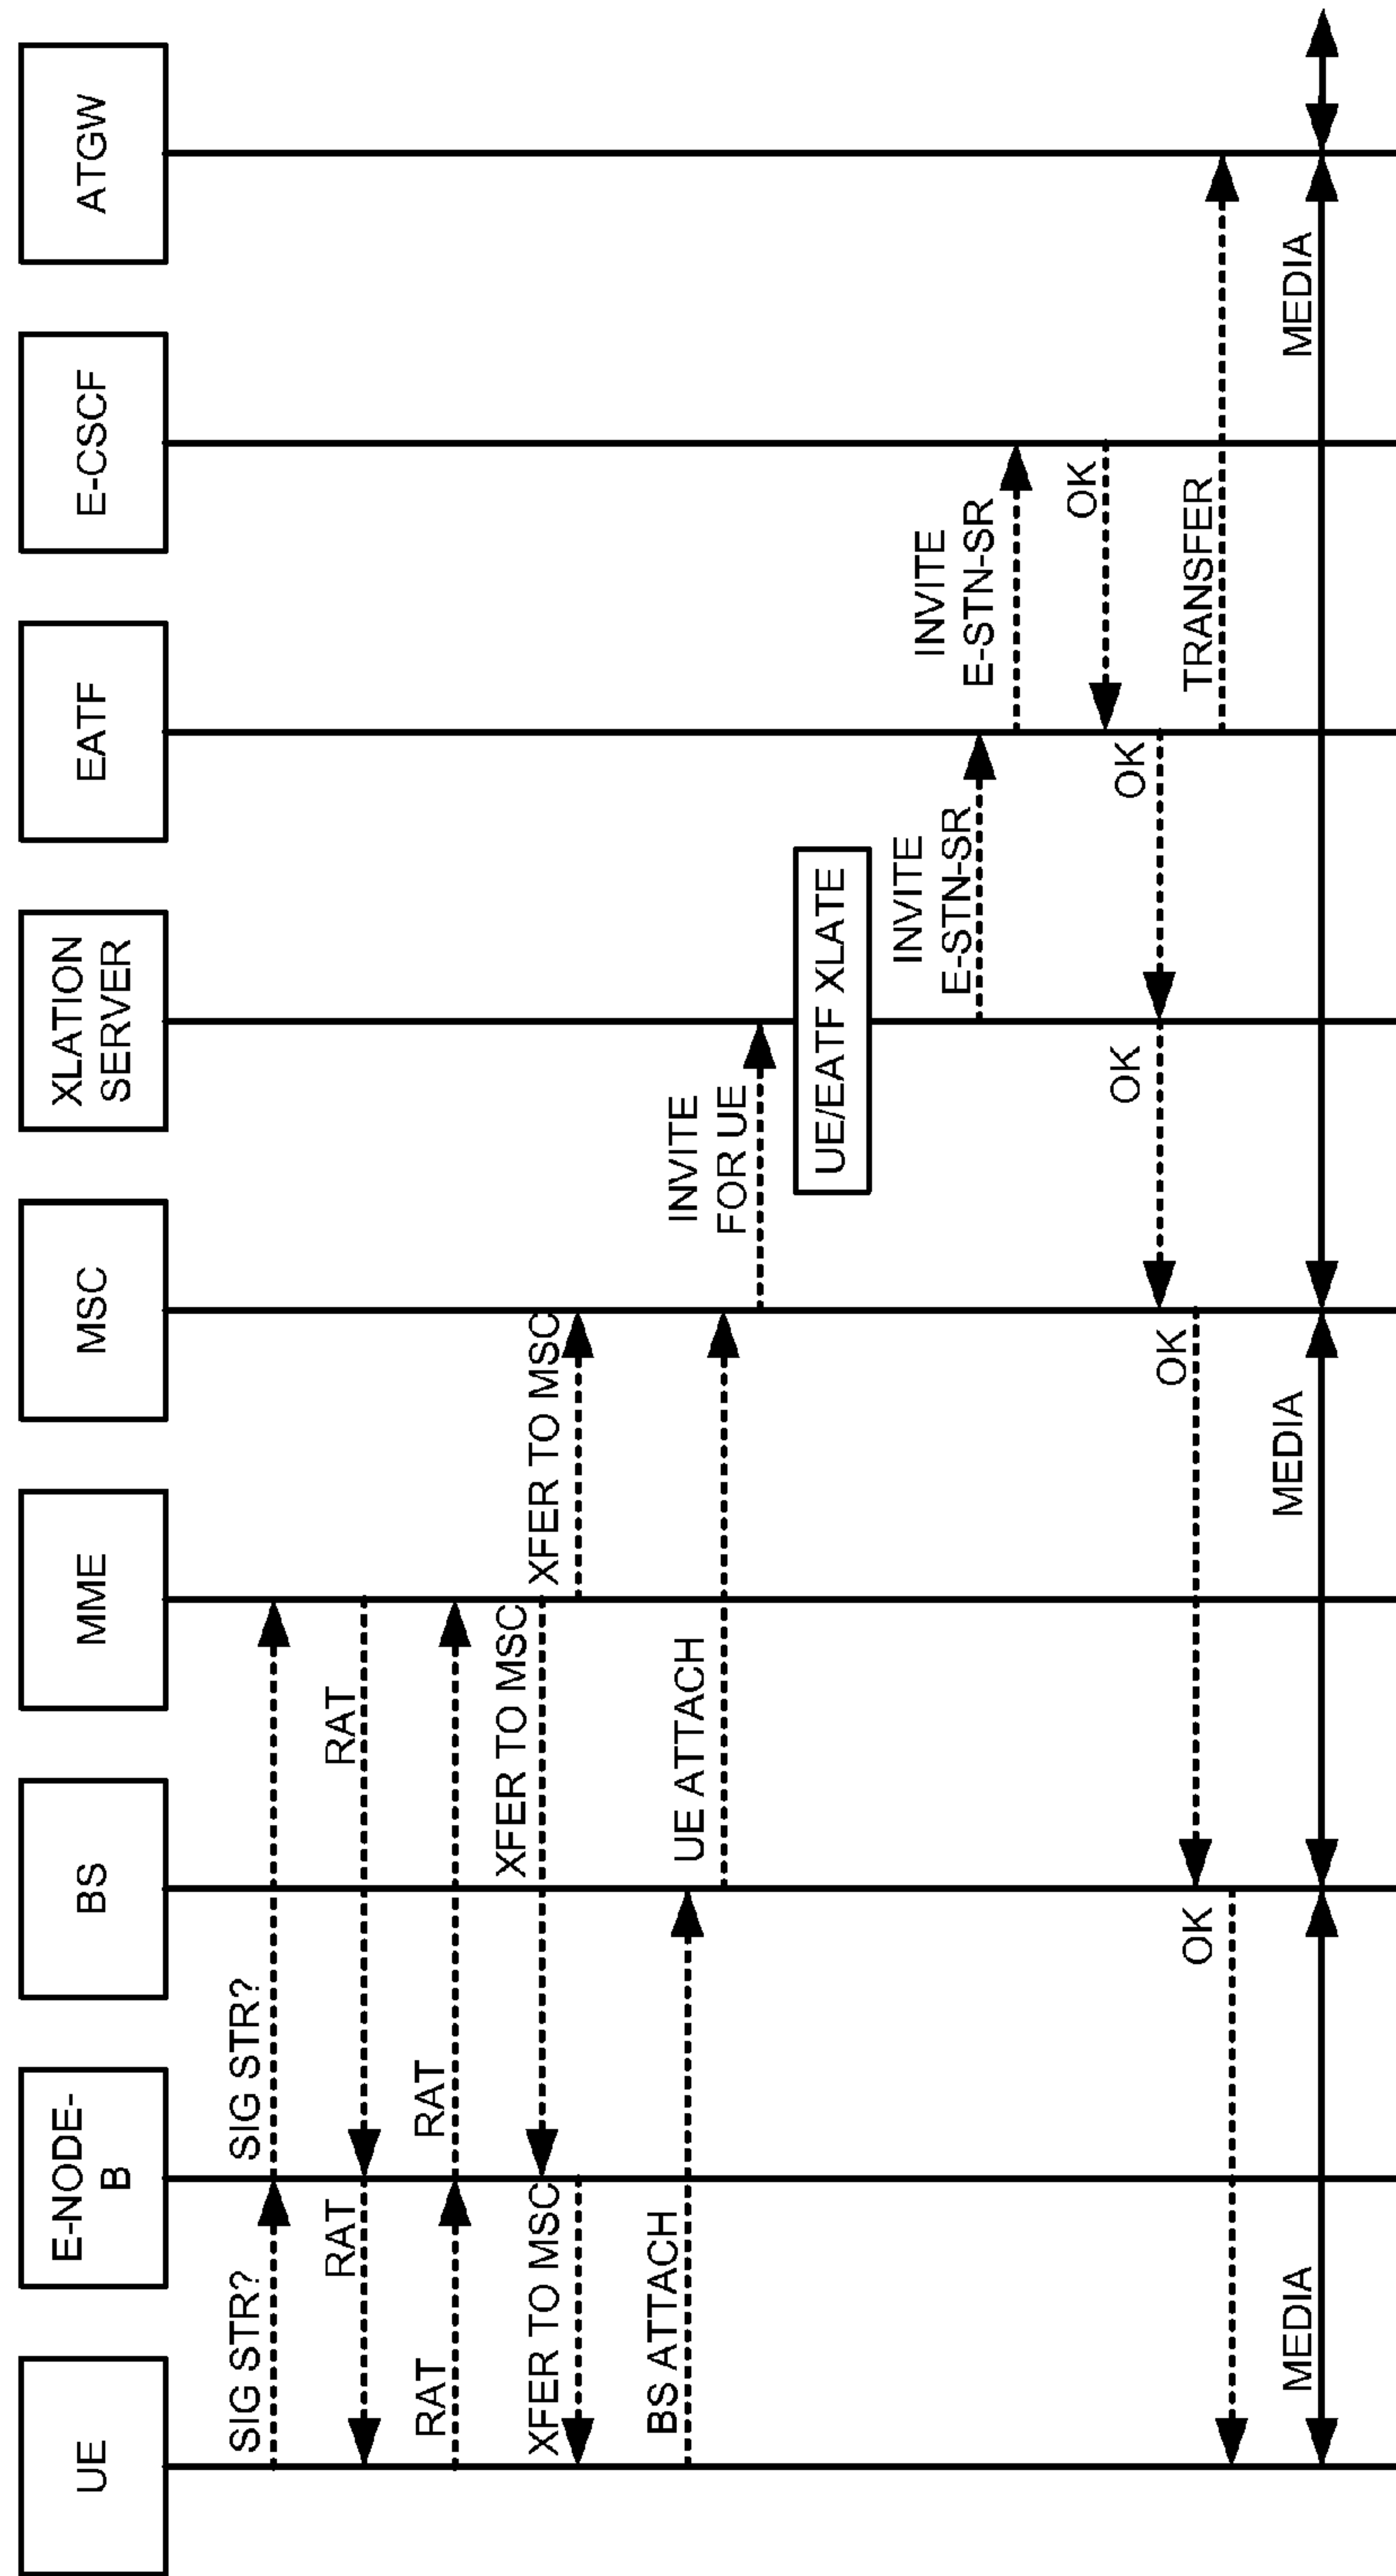 UE
E-NODE-
B
BS
MME
MSC
XLATION
SERVER
EATF
E-CSCF
ATGW
SIG STR?
SIG STR?
RAT
RAT
RAT
RAT
XFER TO MSC
XFER TO MSC
XFER TO MSC
BS ATTACH
UE ATTACH
INVITE
FOR UE
UE/EATF XLATE
INVITE
E-STN-SR
INVITE
E-STN-SR
OK
OK
OK
OK
TRANSFER
OK
MEDIA
MEDIA
MEDIA